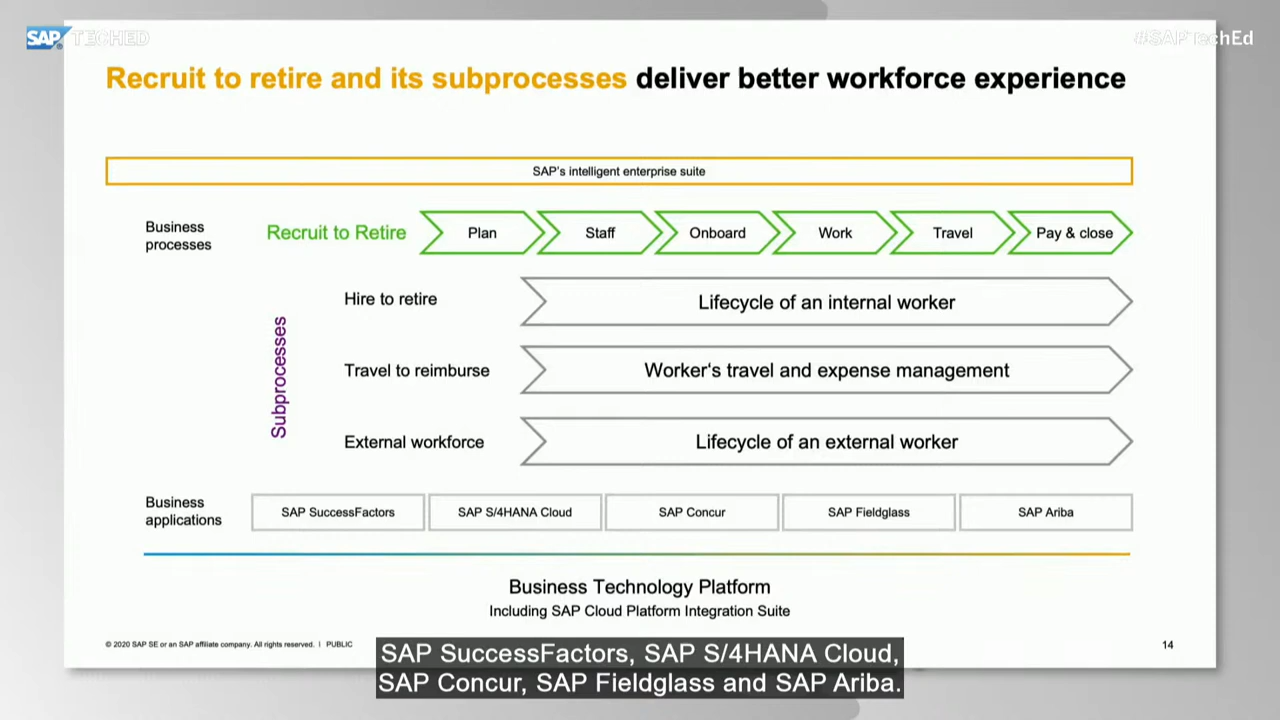 SAP TECHED
#SAPTechEd
Recruit to retire and its subprocesses deliver better workforce experience
SAP's intelligent enterprise suite
Business
processes
Recruit to Retire
Plan
Staff
Onboard
Work
Travel
Pay & close
Subprocesses
Hire to retire
Lifecycle of an internal worker
Travel to reimburse
Worker‘s travel and expense management
External workforce
Lifecycle of an external worker
Business
applications
SAP SuccessFactors
SAP S/4HANA Cloud
SAP Concur
SAP Fieldglass
SAP Ariba
Business Technology Platform
Including SAP Cloud Platform Integration Suite
© 2020 SAP SE or an SAP affiliate company. All rights reserved. | PUBLIC
14
SAP SuccessFactors, SAP S/4HANA Cloud,
SAP Concur, SAP Fieldglass and SAP Ariba.